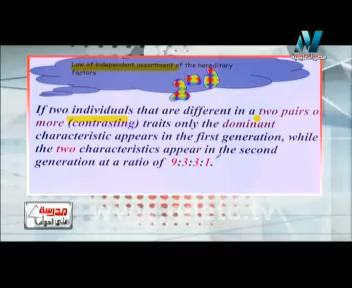 Law of independent assortment of the hereditary
factors
If two individuals that are different in a two pairs o
more (contrasting) traits only the dominant
characteristic appears in the first generation, while
the two characteristics appear in the second
generation at a ratio of 9:3:3:1.
مدرسة
على الهواء